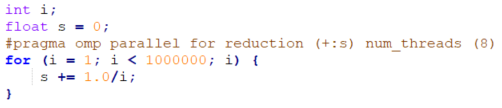 int i;
float s = 0;
#pragma omp parallel for reduction (+:s) num_threads (8)
for (i = 1; i < 1000000; i) {
s += 1.0/i;
}